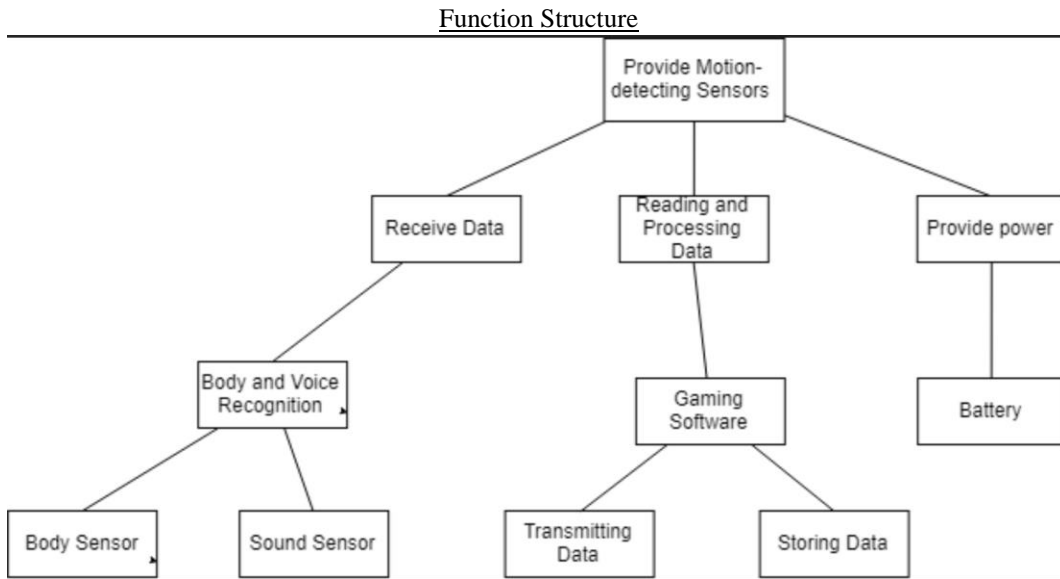 Function Structure
Provide Motion-
detecting Sensors
Receive Data
Reading and
Processing
Data
Provide power
Body and Voice
Recognition
Gaming
Software
Battery
Body Sensor
Sound Sensor
Transmitting
Data
Storing Data